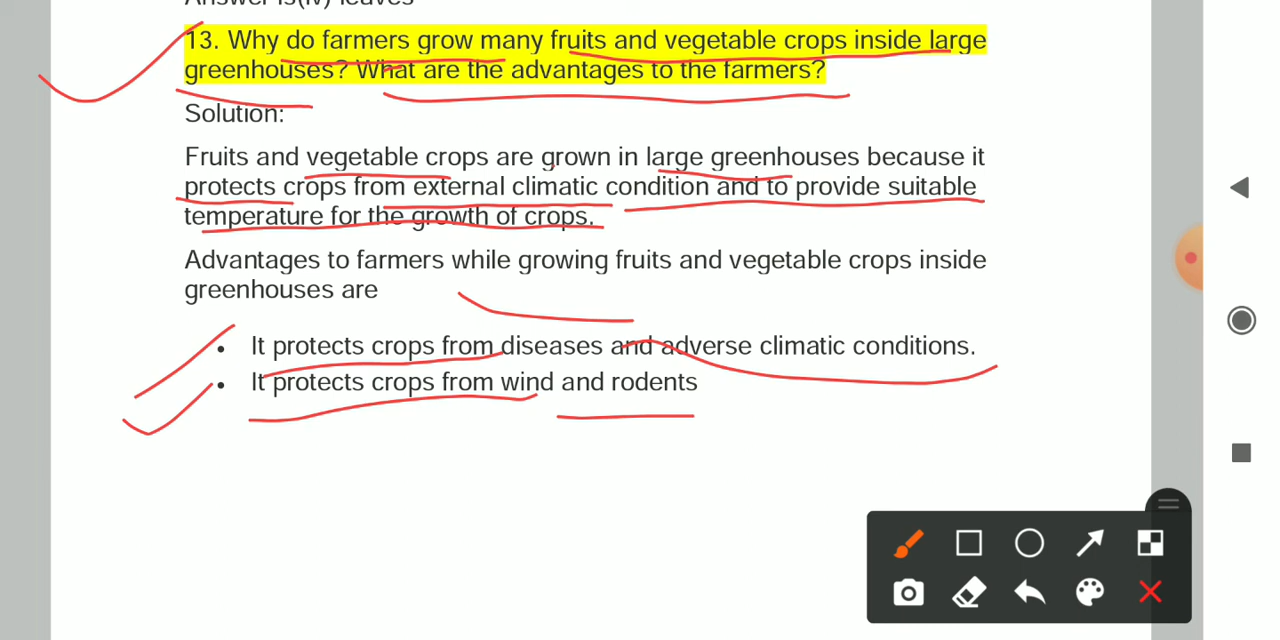 Answer is(iv) leaves
13. Why do farmers grow many fruits and vegetable crops inside large
greenhouses? What are the advantages to the farmers?
Solution:
Fruits and vegetable crops are grown in large greenhouses because it
protects crops from external climatic condition and to provide suitable
temperature for the growth of crops.
Advantages to farmers while growing fruits and vegetable crops inside
greenhouses are
• It protects crops from diseases and adverse climatic conditions.
• It protects crops from wind and rodents